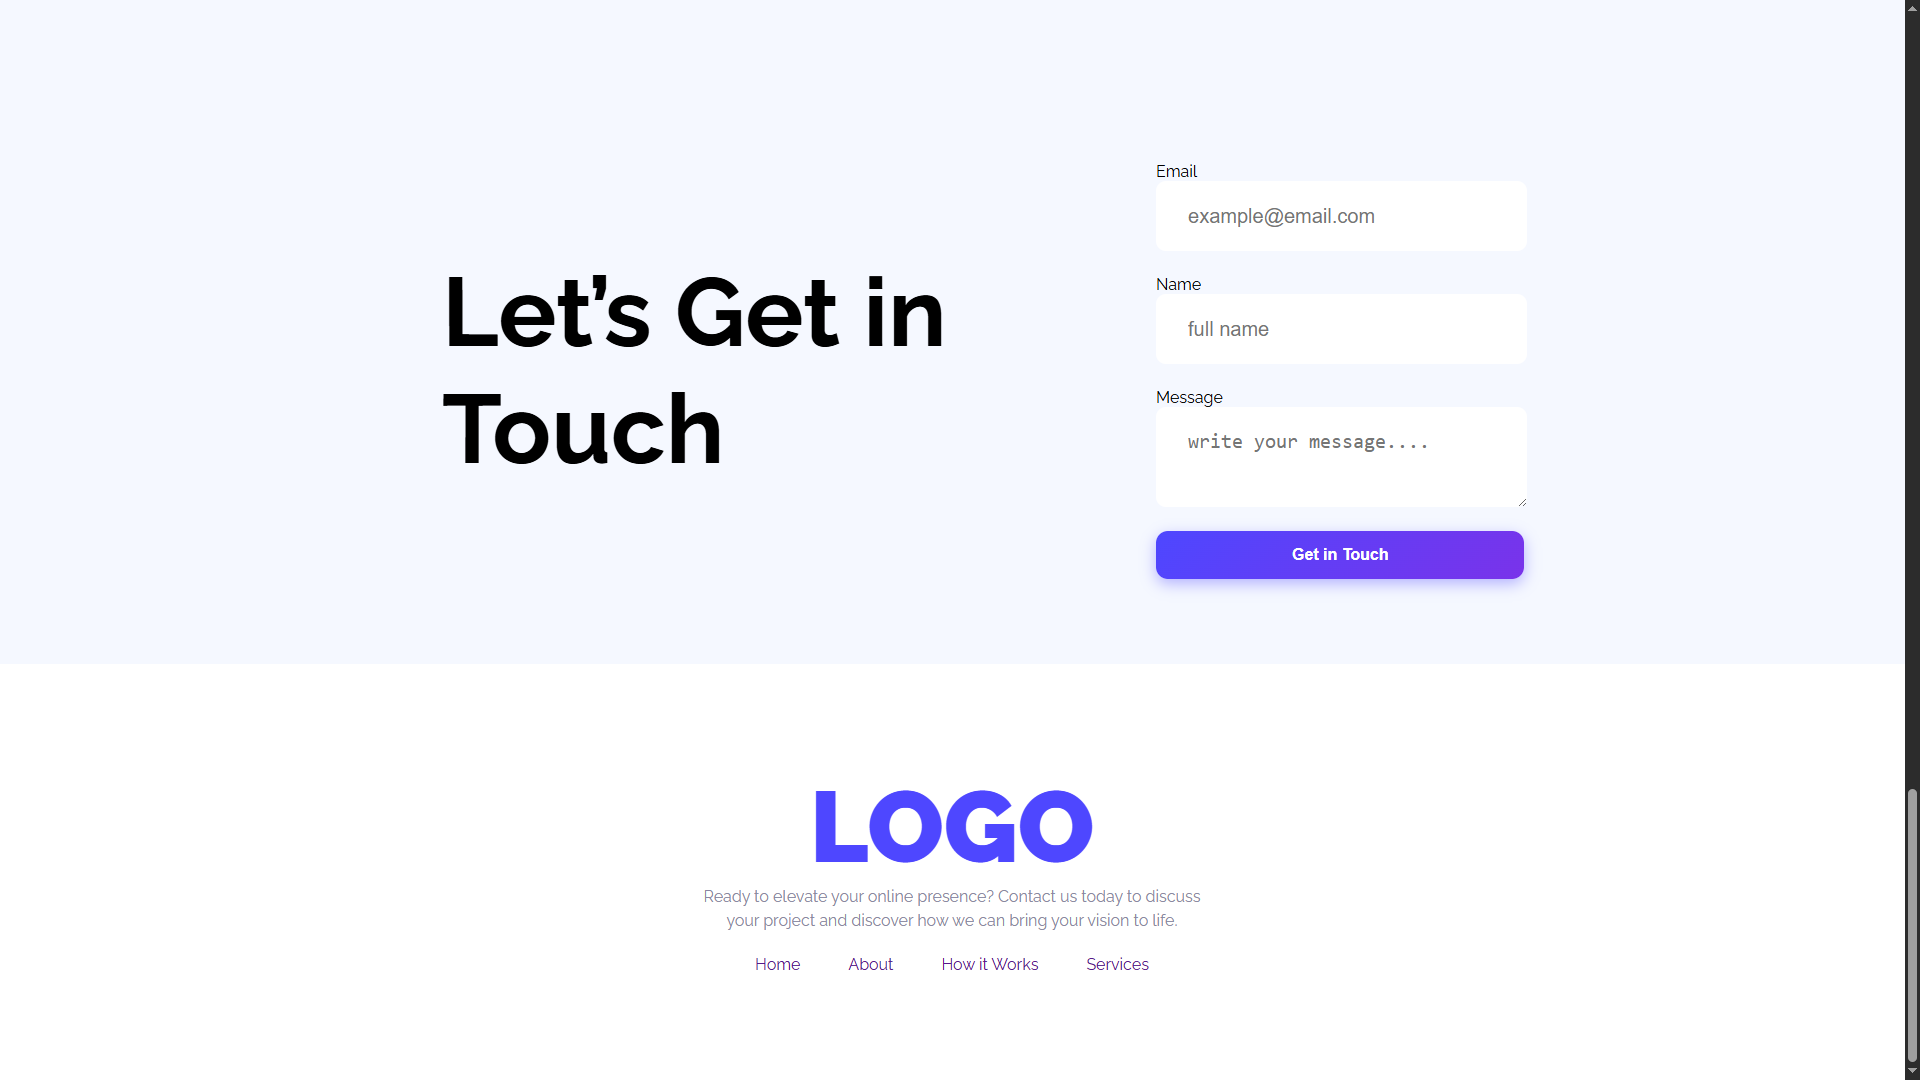 Let’s Get in
Touch
Email
example@email.com
Name
full name
Message
write your message....
Get in Touch
LOGO
Ready to elevate your online presence? Contact us today to discuss
your project and discover how we can bring your vision to life.
Home About How it Works Services